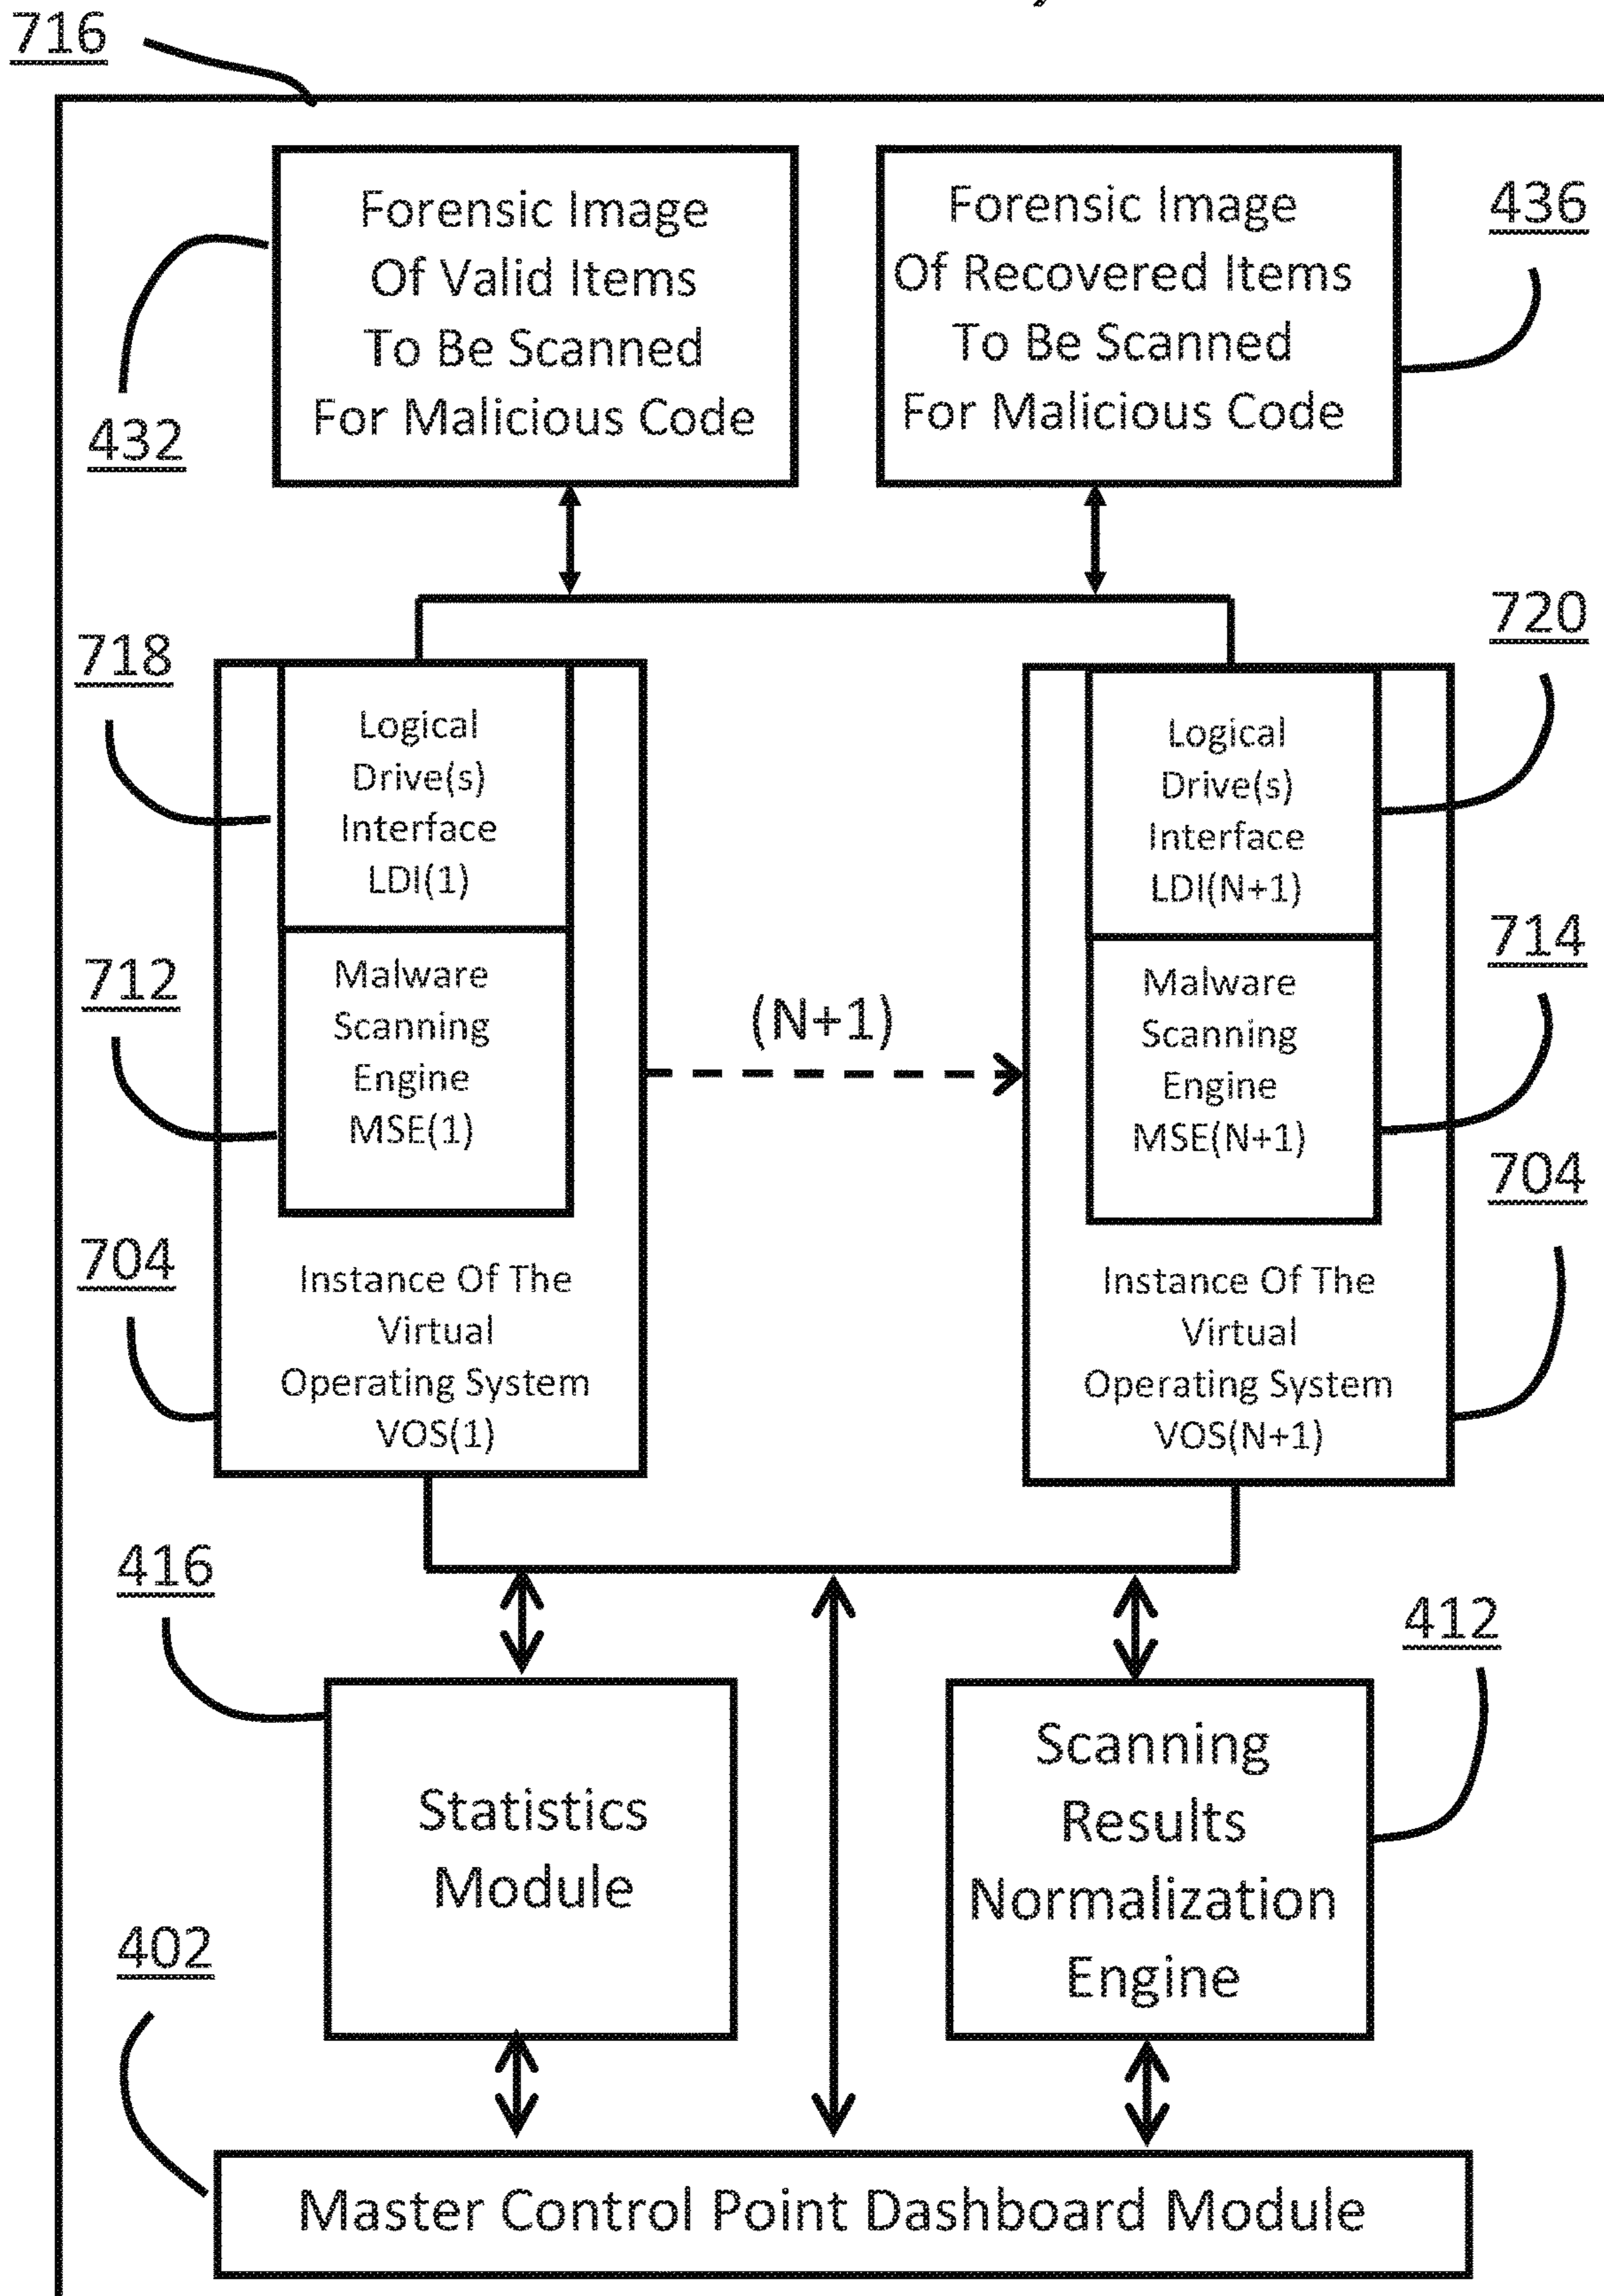 716
Forensic Image
Of Valid Items
To Be Scanned
For Malicious Code
432
Forensic Image
Of Recovered Items
To Be Scanned
For Malicious Code
436
718
Logical
Drive(s)
Interface
LDI(1)
712
Malware
Scanning
Engine
MSE(1)
704
Instance Of The
Virtual
Operating System
VOS(1)
(N+1)
720
Logical
Drive(s)
Interface
LDI(N+1)
714
Malware
Scanning
Engine
MSE(N+1)
704
Instance Of The
Virtual
Operating System
VOS(N+1)
416
Statistics
Module
412
Scanning
Results
Normalization
Engine
402
Master Control Point Dashboard Module